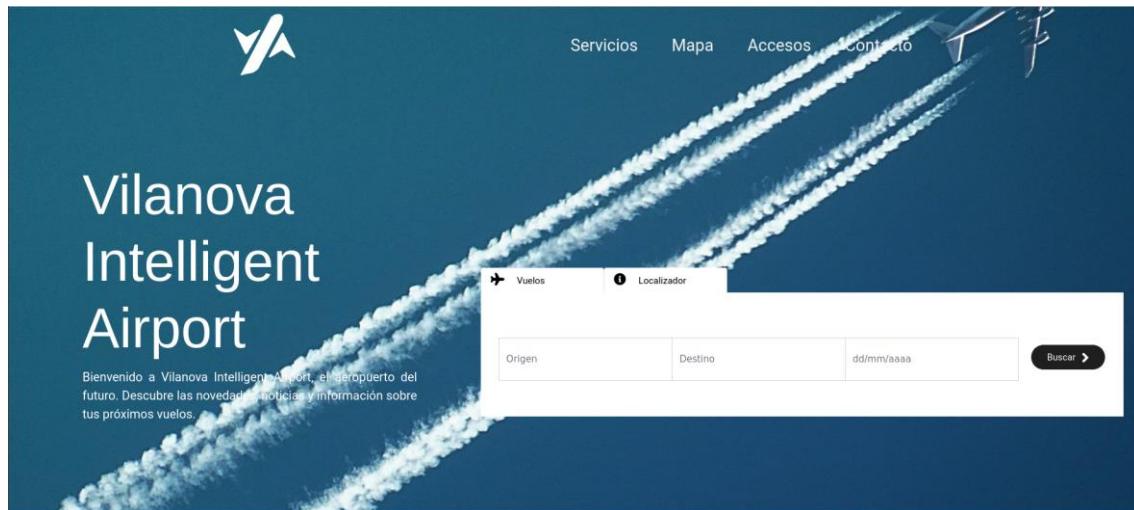 Servicios Mapa Accesos Contacto
Vilanova
Intelligent
Airport
Bienvenido a Vilanova Intelligent Airport, el aeropuerto del
futuro. Descubre las novedades, noticias y información sobre
tus próximos vuelos.
Vuelos Localizador
Origen Destino dd/mm/aaaa Buscar